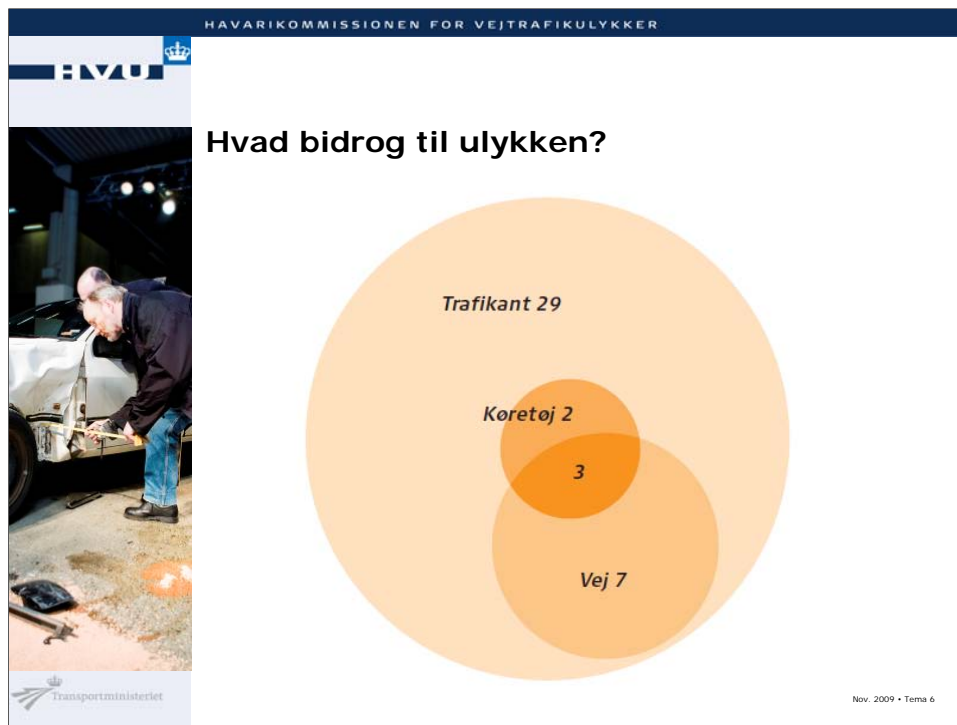 HAVARIKOMMISSIONEN FOR VEJTRAFIKULYKKER
HVU
Hvad bidrog til ulykken?
Trafikant 29
Køretøj 2
3
Vej 7
Transportministeriet
Nov. 2009 • Tema 6